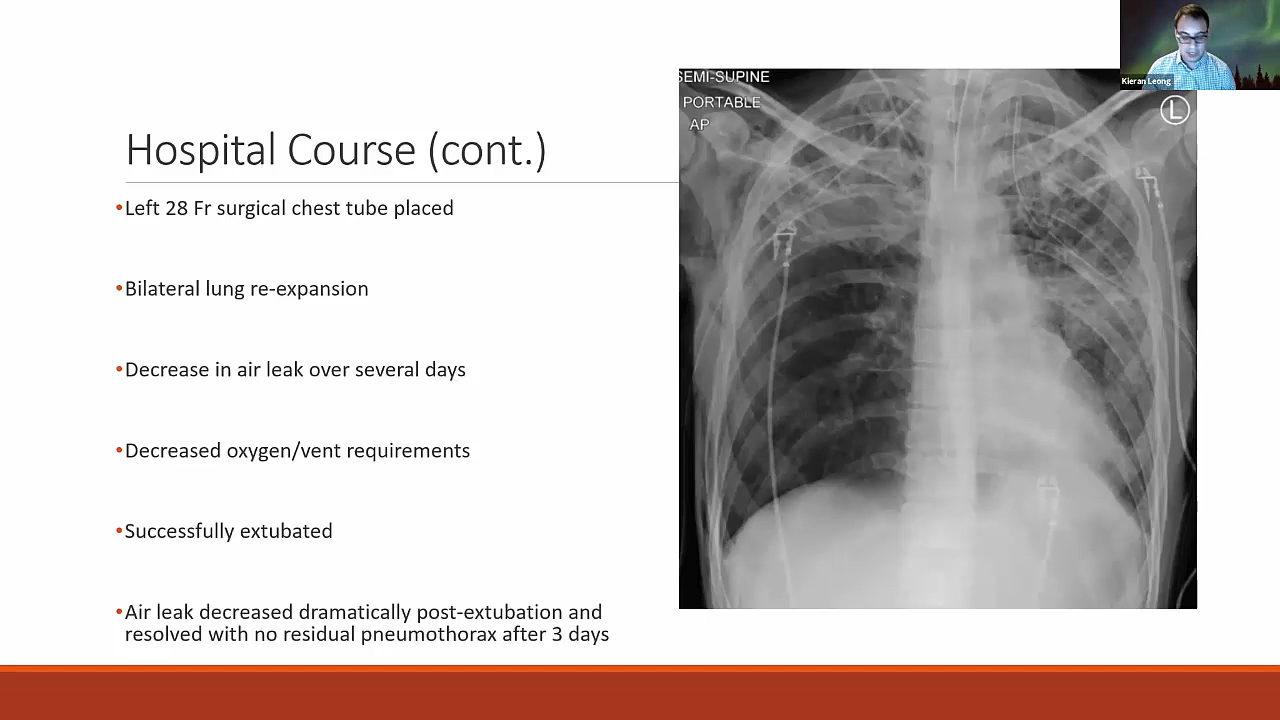 Kieran Leong
SEMI-SUPINE
PORTABLE
AP
L
Hospital Course (cont.)
•Left 28 Fr surgical chest tube placed
•Bilateral lung re-expansion
•Decrease in air leak over several days
•Decreased oxygen/vent requirements
•Successfully extubated
•Air leak decreased dramatically post-extubation and
resolved with no residual pneumothorax after 3 days